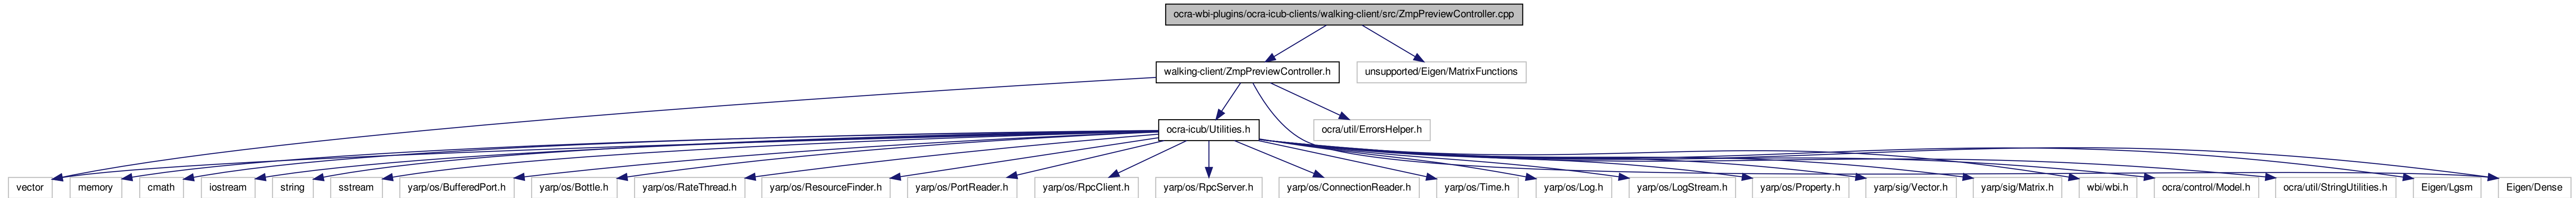 ocra-wbi-plugins/ocra-icub-clients/walking-client/src/ZmpPreviewController.cpp
walking-client/ZmpPreviewController.h
unsupported/Eigen/MatrixFunctions
ocra-icub/Utilities.h
ocra/util/ErrorsHelper.h
vector
memory
cmath
iostream
string
sstream
yarp/os/BufferedPort.h
yarp/os/Bottle.h
yarp/os/RateThread.h
yarp/os/ResourceFinder.h
yarp/os/PortReader.h
yarp/os/RpcClient.h
yarp/os/RpcServer.h
yarp/os/ConnectionReader.h
yarp/os/Time.h
yarp/os/Log.h
yarp/os/LogStream.h
yarp/os/Property.h
yarp/sig/Vector.h
yarp/sig/Matrix.h
wbi/wbi.h
ocra/control/Model.h
ocra/util/StringUtilities.h
Eigen/Lgsm
Eigen/Dense